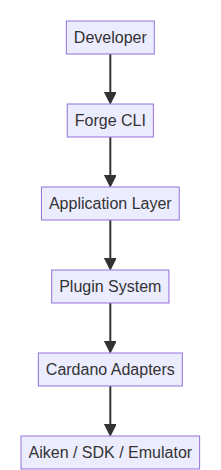 Developer
Forge CLI
Application Layer
Plugin System
Cardano Adapters
Aiken / SDK / Emulator